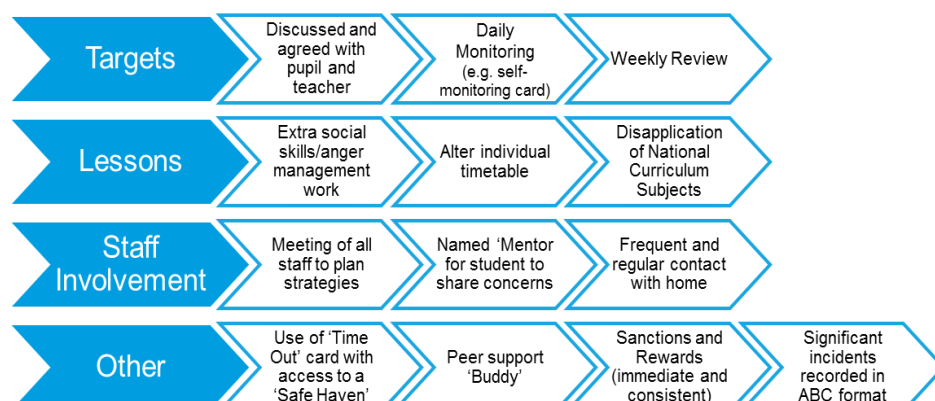 Targets
Discussed and
agreed with
pupil and
teacher
Daily
Monitoring
(e.g. self-
monitoring card)
Weekly Review
Lessons
Extra social
skills/anger
management
work
Alter individual
timetable
Disapplication
of National
Curriculum
Subjects
Staff
Involvement
Meeting of all
staff to plan
strategies
Named ‘Mentor
for student to
share concerns
Frequent and
regular contact
with home
Other
Use of ‘Time
Out’ card with
access to a
‘Safe Haven’
Peer support
‘Buddy’
Sanctions and
Rewards
(immediate and
consistent)
Significant
incidents
recorded in
ABC format